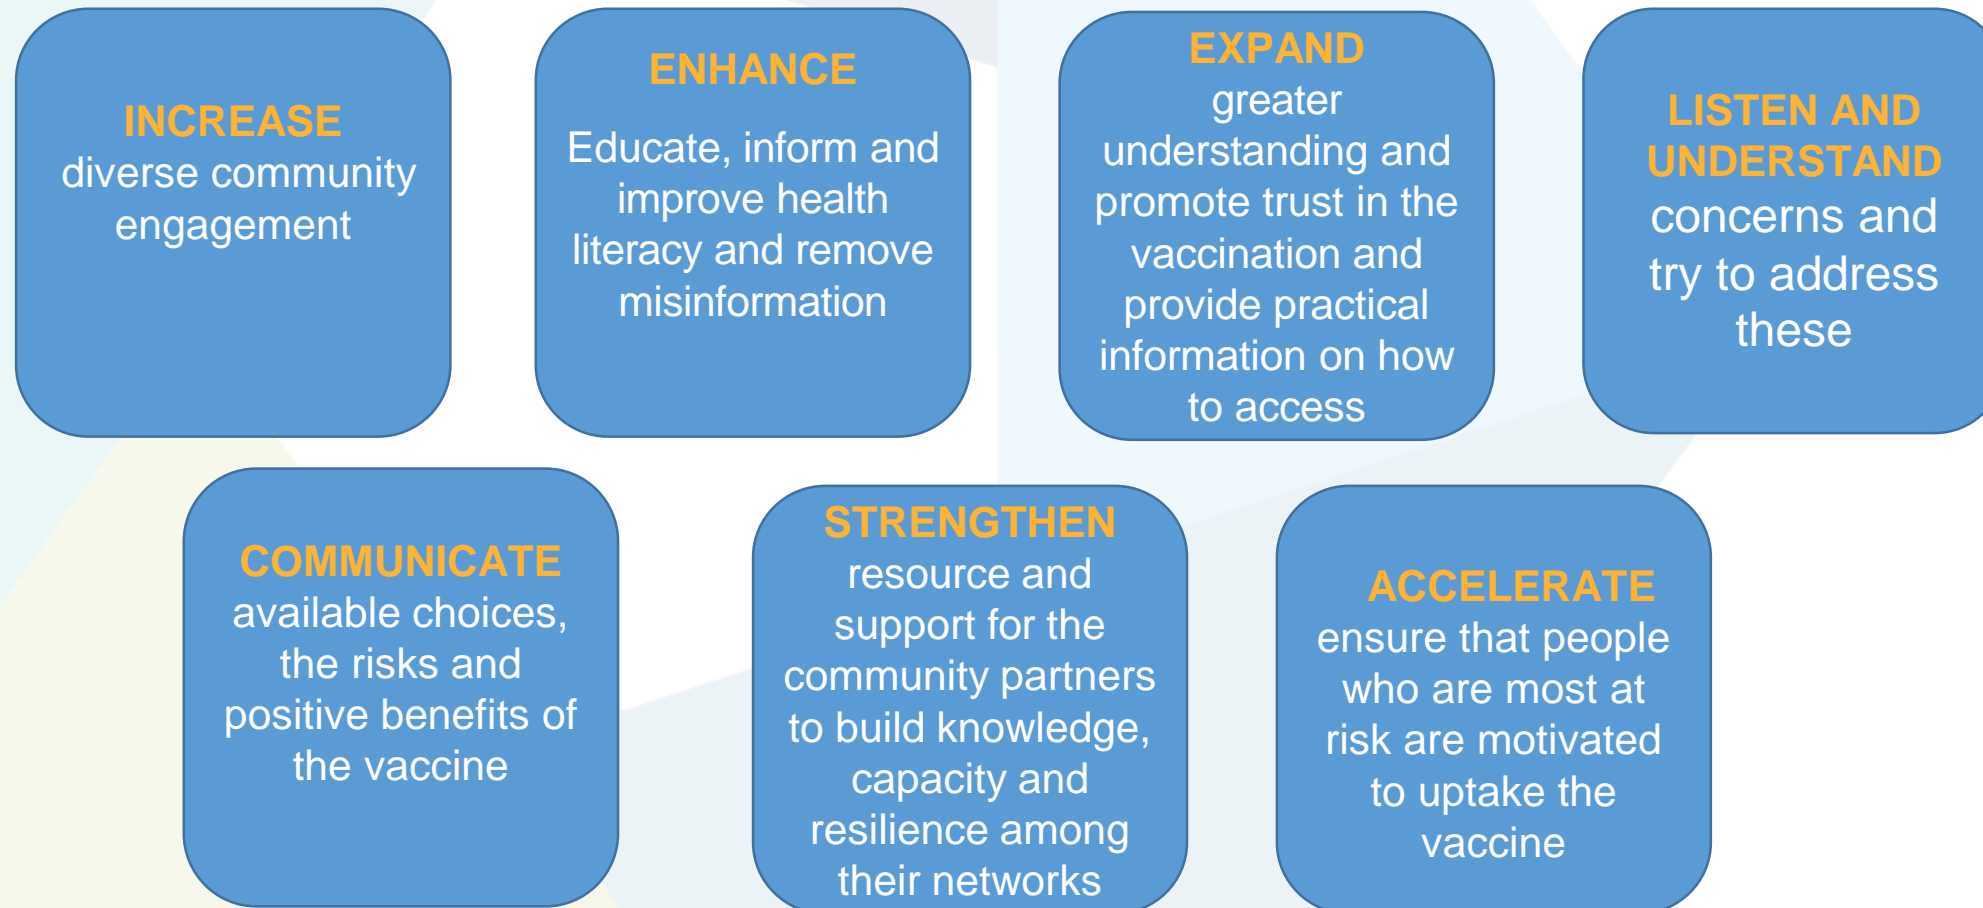 INCREASE
diverse community
engagement
ENHANCE
Educate, inform and
improve health
literacy and remove
misinformation
EXPAND
greater
understanding and
promote trust in the
vaccination and
provide practical
information on how
to access
LISTEN AND
UNDERSTAND
concerns and
try to address
these
COMMUNICATE
available choices,
the risks and
positive benefits of
the vaccine
STRENGTHEN
resource and
support for the
community partners
to build knowledge,
capacity and
resilience among
their networks
ACCELERATE
ensure that people
who are most at
risk are motivated
to uptake the
vaccine